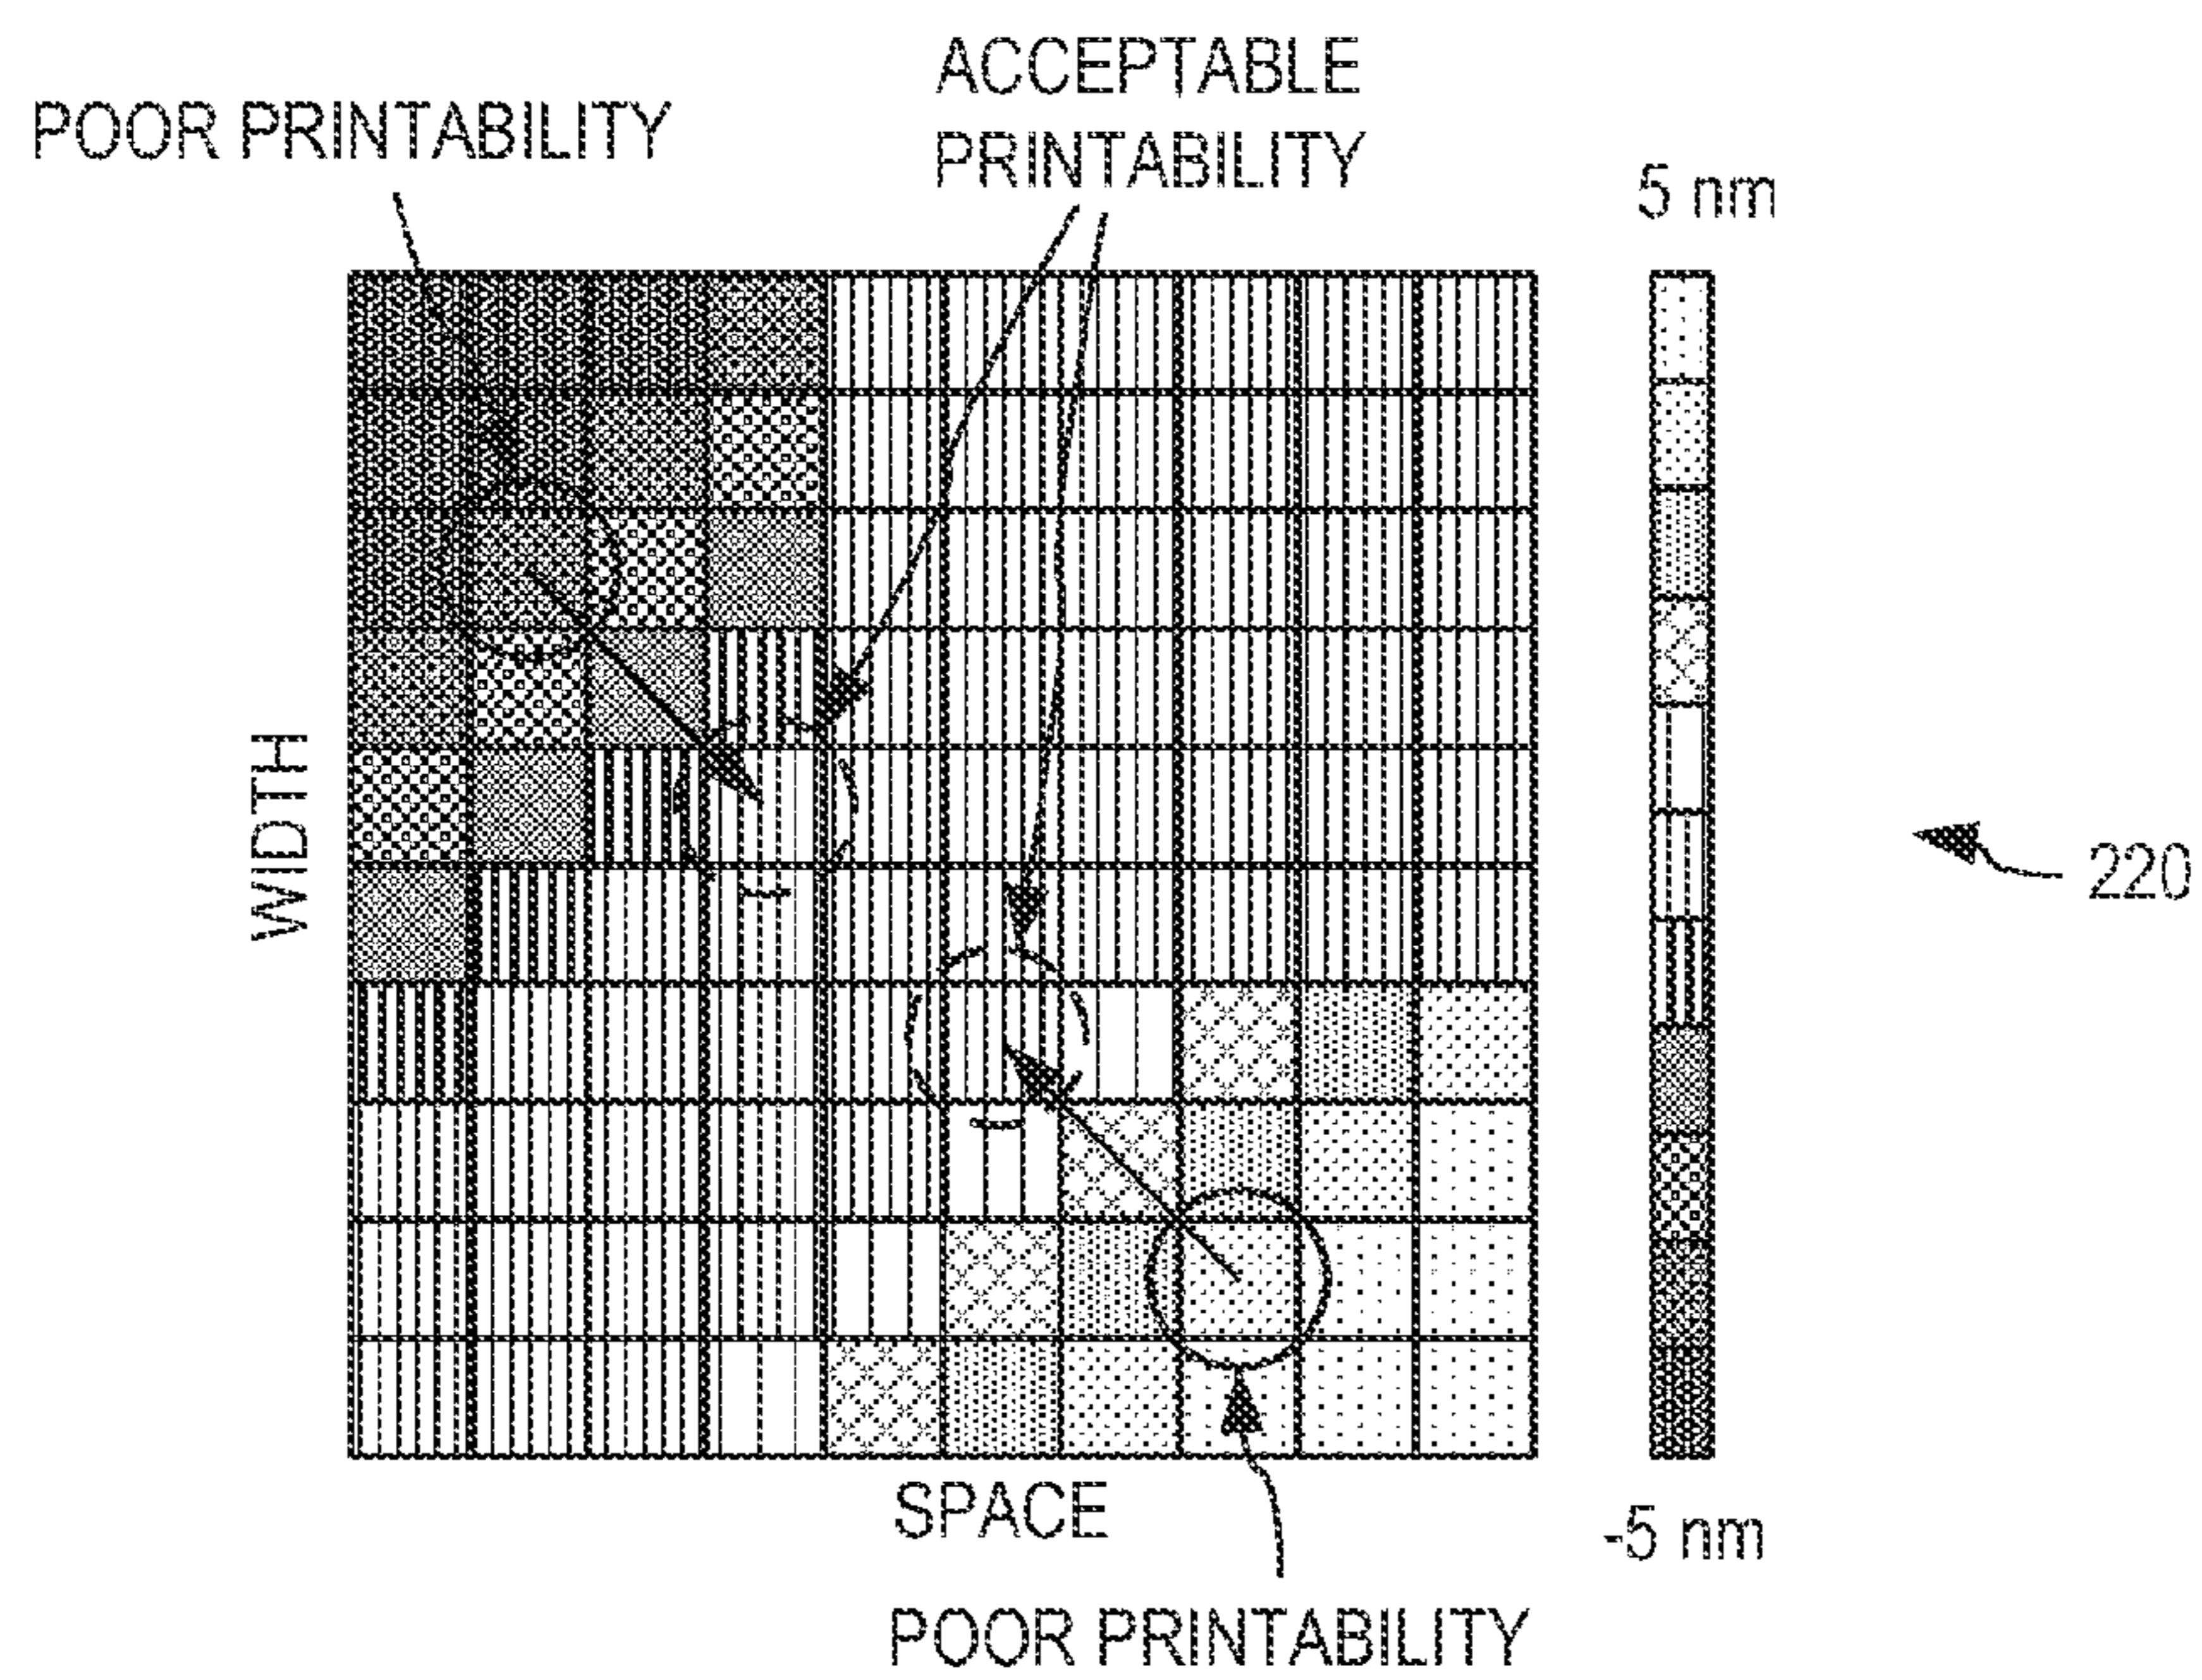 ACCEPTABLE
PRINTABILITY
POOR PRINTABILITY
5 nm
WIDTH
220
SPACE
-5 nm
POOR PRINTABILITY